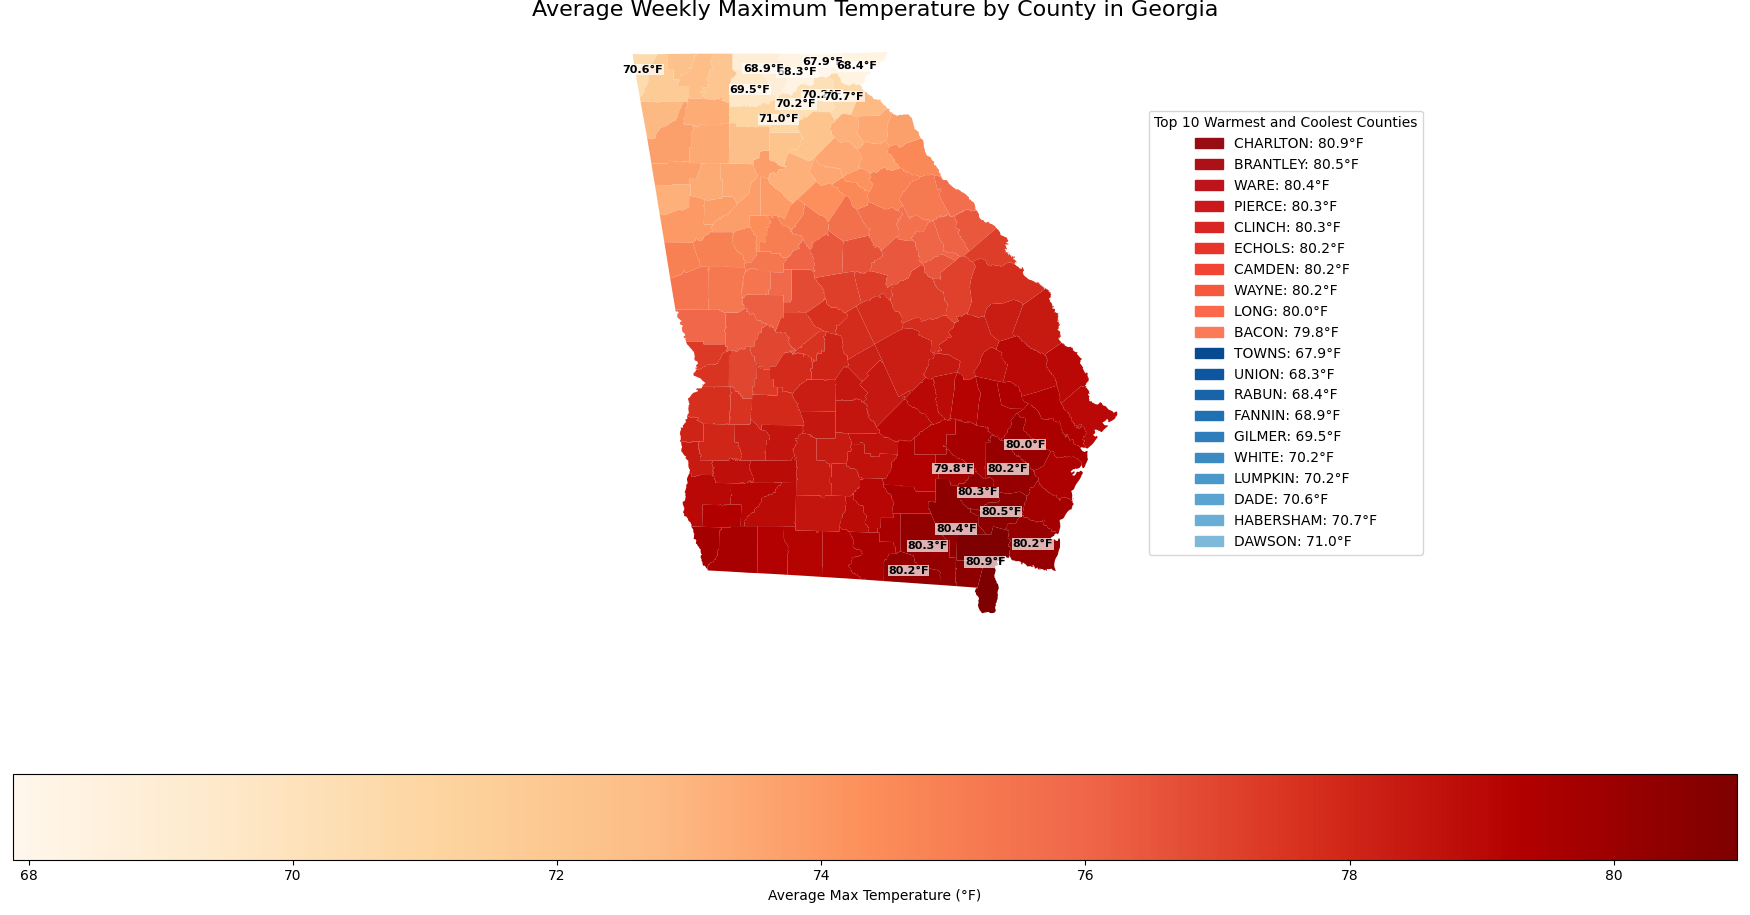 Average Weekly Maximum Temperature by County in Georgia
67.9°F
68.4°F
70.6°F
68.9°F
68.3°F
69.5°F
70.2°F
70.7°F
70.2°F
71.0°F
Top 10 Warmest and Coolest Counties
CHARLTON: 80.9°F
BRANTLEY: 80.5°F
WARE: 80.4°F
PIERCE: 80.3°F
CLINCH: 80.3°F
ECHOLS: 80.2°F
CAMDEN: 80.2°F
WAYNE: 80.2°F
LONG: 80.0°F
BACON: 79.8°F
TOWNS: 67.9°F
UNION: 68.3°F
RABUN: 68.4°F
FANNIN: 68.9°F
GILMER: 69.5°F
WHITE: 70.2°F
LUMPKIN: 70.2°F
DADE: 70.6°F
HABERSHAM: 70.7°F
DAWSON: 71.0°F
80.0°F
79.8°F
80.2°F
80.3°F
80.5°F
80.4°F
80.3°F
80.2°F
80.9°F
80.2°F
68
70
72
74
76
78
80
Average Max Temperature (°F)